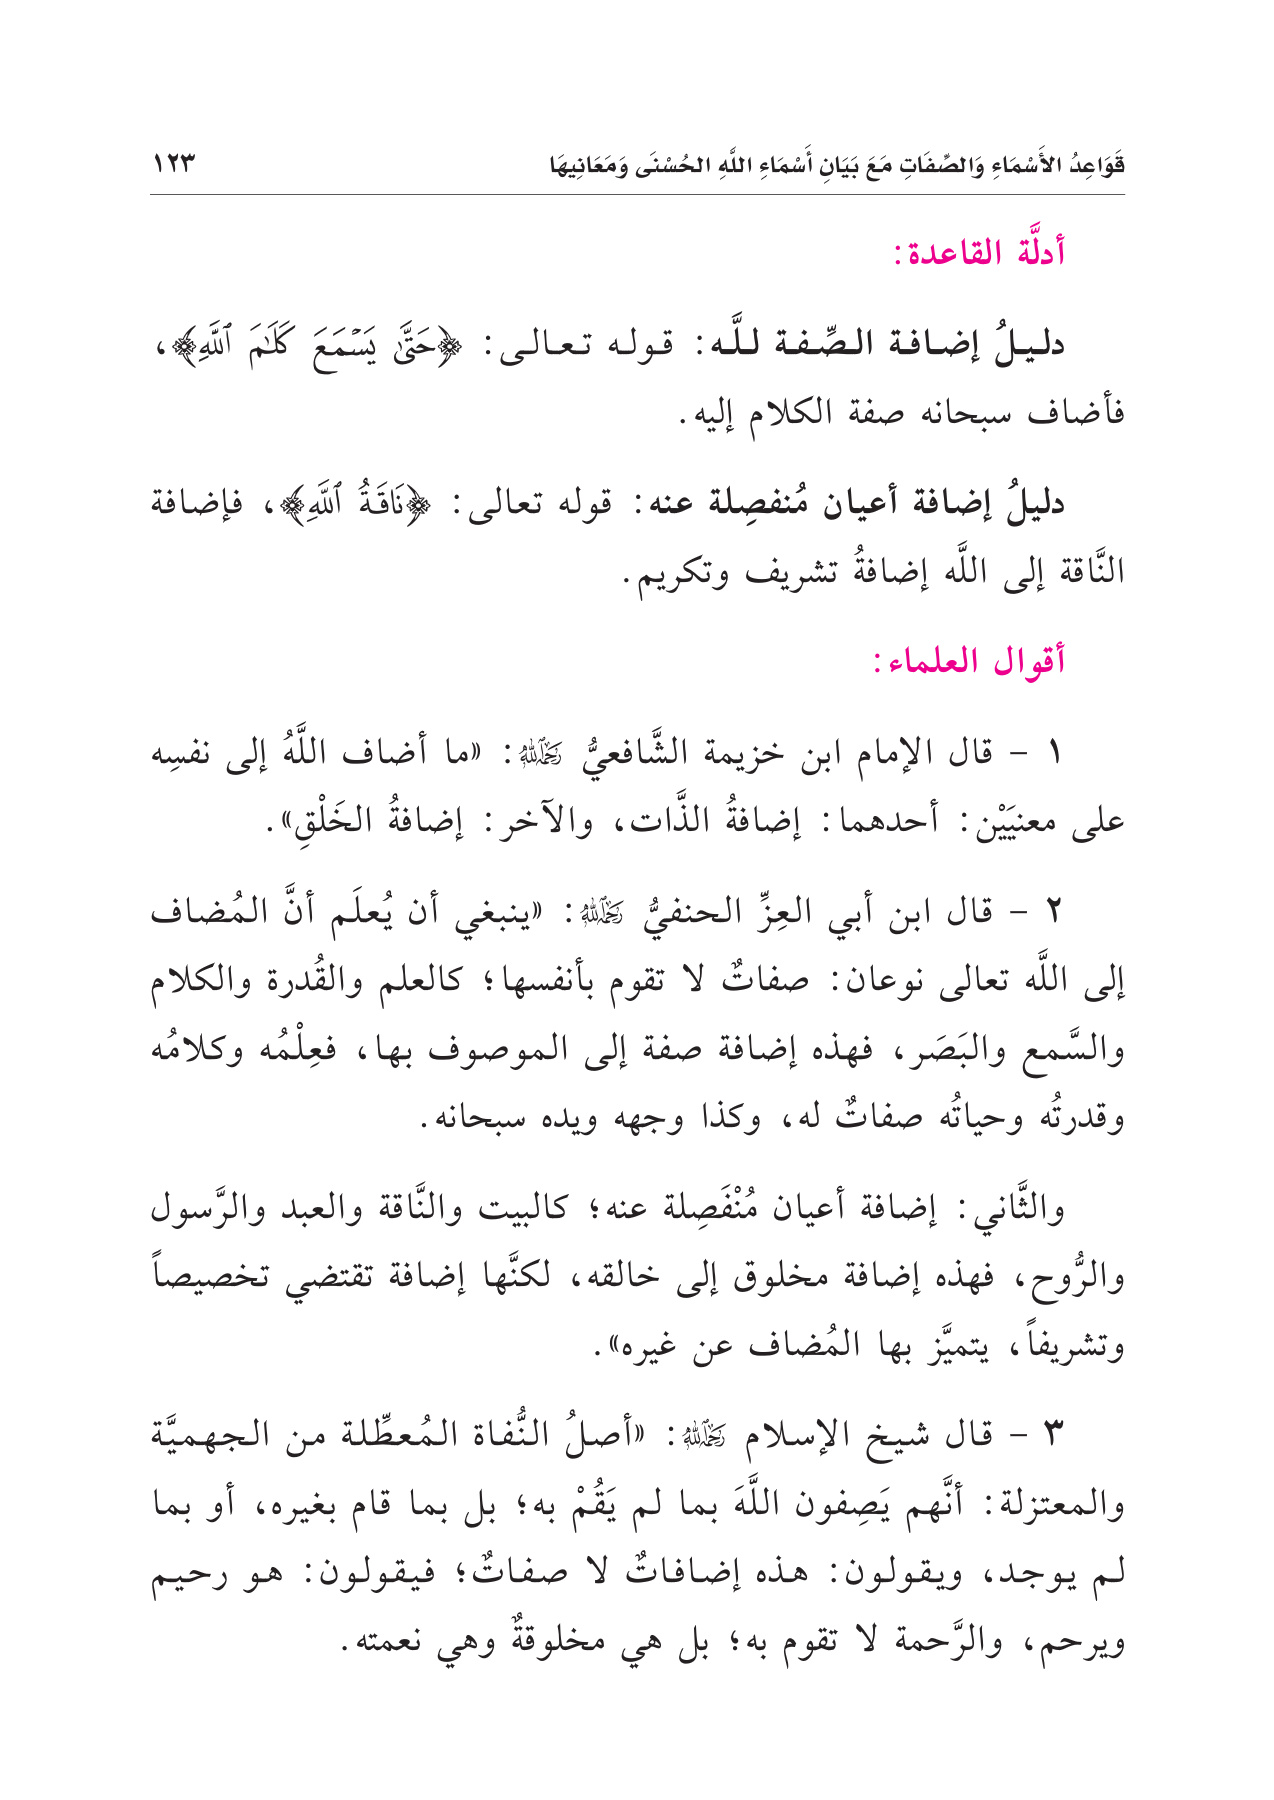 قَوَاعِدُ الأَسْمَاءِ وَالصِّفَاتِ مَعَ بَيَانِ أَسْمَاءِ اللَّهِ الحُسْنَى وَمَعَانِيهَا ١٢٣
أدلَّة القاعدة:
دليلُ إضافة الصِّفة للَّه: قوله تعالى: ﴿حَتَّىٰ يَسْمَعَ كَلَـٰمَ ٱللَّهِ﴾،
فأضاف سبحانه صفة الكلام إليه.
دليلُ إضافة أعيان مُنفصِلة عنه: قوله تعالى: ﴿نَاقَةُ ٱللَّهِ﴾، فإضافة
النَّاقة إلى اللَّه إضافةُ تشريف وتكريم.
أقوال العلماء:
١ - قال الإمام ابن خزيمة الشَّافعيُّ رَحِمَهُ اللَّهُ: «ما أضاف اللَّهُ إلى نفسِه
على معنيَيْن: أحدهما: إضافةُ الذَّات، والآخر: إضافةُ الخَلْقِ».
٢ - قال ابن أبي العِزِّ الحنفيُّ رَحِمَهُ اللَّهُ: «ينبغي أن يُعلَم أنَّ المُضاف
إلى اللَّه تعالى نوعان: صفاتٌ لا تقوم بأنفسها؛ كالعلم والقُدرة والكلام
والسَّمع والبَصَر، فهذه إضافة صفة إلى الموصوف بها، فعِلْمُه وكلامُه
وقدرتُه وحياتُه صفاتٌ له، وكذا وجهه ويده سبحانه.
والثَّاني: إضافة أعيان مُنْفَصِلة عنه؛ كالبيت والنَّاقة والعبد والرَّسول
والرُّوح، فهذه إضافة مخلوق إلى خالقه، لكنَّها إضافة تقتضي تخصيصاً
وتشريفاً، يتميَّز بها المُضاف عن غيره».
٣ - قال شيخ الإسلام رَحِمَهُ اللَّهُ: «أصلُ النُّفاة المُعطِّلة من الجهميَّة
والمعتزلة: أنَّهم يَصِفون اللَّهَ بما لم يَقُمْ به؛ بل بما قام بغيره، أو بما
لم يوجد، ويقولون: هذه إضافاتٌ لا صفاتٌ؛ فيقولون: هو رحيم
ويرحم، والرَّحمة لا تقوم به؛ بل هي مخلوقةٌ وهي نعمته.